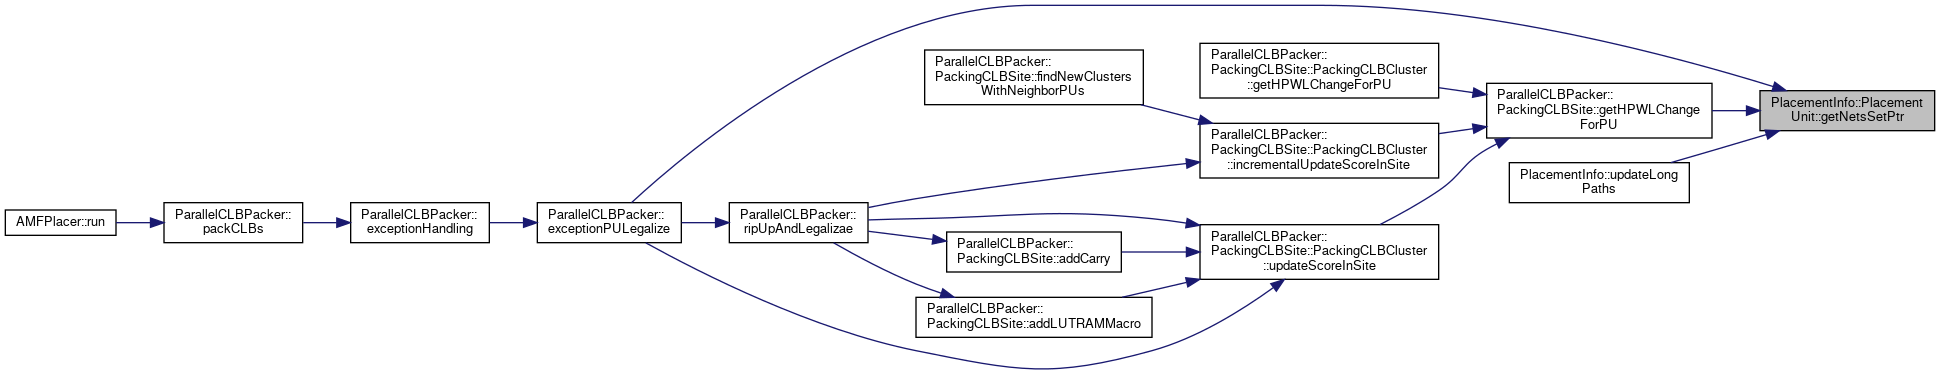 AMFPlacer::run
ParallelCLBPacker::
packCLBs
ParallelCLBPacker::
exceptionHandling
ParallelCLBPacker::
exceptionPULegalize
ParallelCLBPacker::
ripUpAndLegalizae
ParallelCLBPacker::
PackingCLBSite::findNewClusters
WithNeighborPUs
ParallelCLBPacker::
PackingCLBSite::addCarry
ParallelCLBPacker::
PackingCLBSite::addLUTRAMMacro
ParallelCLBPacker::
PackingCLBSite::PackingCLBCluster
::getHPWLChangeForPU
ParallelCLBPacker::
PackingCLBSite::PackingCLBCluster
::incrementalUpdateScoreInSite
ParallelCLBPacker::
PackingCLBSite::PackingCLBCluster
::updateScoreInSite
ParallelCLBPacker::
PackingCLBSite::getHPWLChange
ForPU
PlacementInfo::updateLong
Paths
PlacementInfo::Placement
Unit::getNetsSetPtr